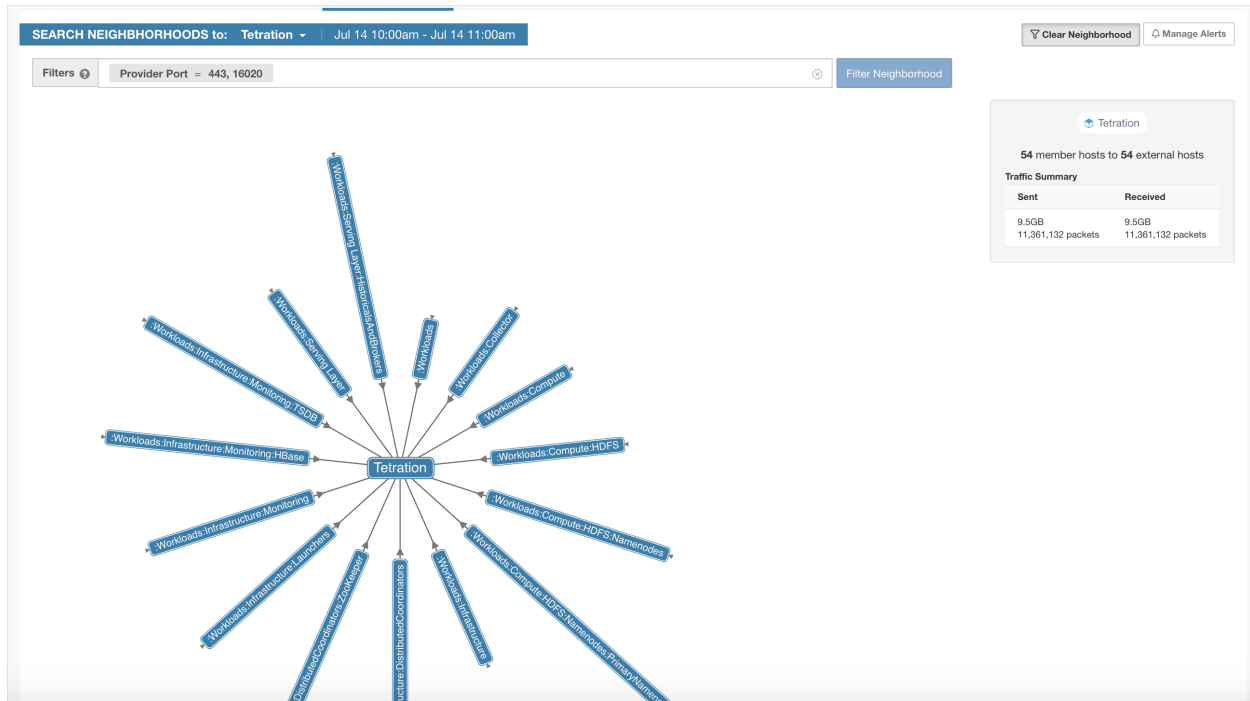 SEARCH NEIGHBHORHOODS to: Tetration | Jul 14 10:00am - Jul 14 11:00am
Clear Neighborhood
Manage Alerts
Filters
Provider Port = 443, 16020
Filter Neighborhood
Tetration
54 member hosts to 54 external hosts
Traffic Summary
Sent Received
9.5GB 9.5GB
11,361,132 packets 11,361,132 packets
:Workloads:Serving Layer:HistoricalsAndBrokers
:Workloads:Serving Layer
:Workloads
:Workloads:Collector
:Workloads:Infrastructure:Monitoring:TSDB
:Workloads:Compute
:Workloads:Infrastructure:Monitoring:HBase
:Workloads:Compute:HDFS
Tetration
:Workloads:Infrastructure:Monitoring
:Workloads:Compute:HDFS:Namenodes
:Workloads:Infrastructure:Launchers
DistributedCoordinators:ZooKeeper
ucture:DistributedCoordinators
:Workloads:Infrastructure
:Workloads:Compute:HDFS:Namenodes:PrimaryNamen